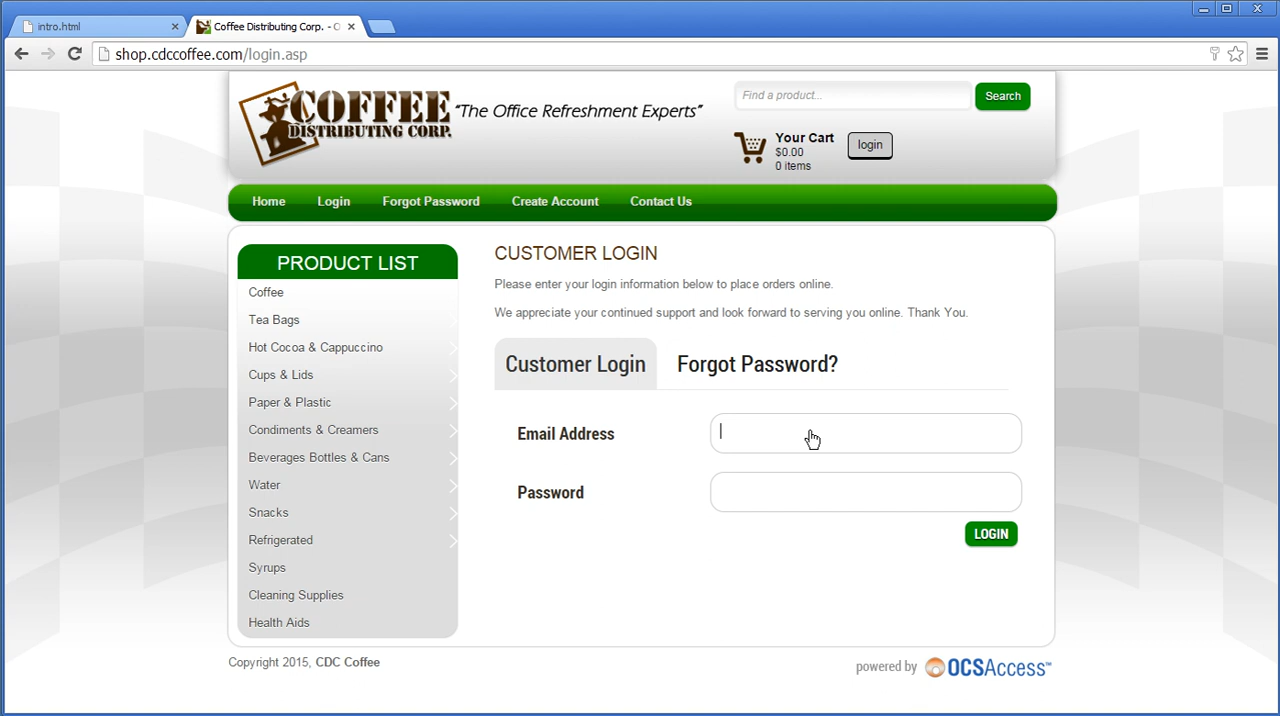 intro.html
Coffee Distributing Corp. - O
shop.cdccoffee.com/login.asp
COFFEE
DISTRIBUTING CORP.
"The Office Refreshment Experts"
Find a product...
Search
Your Cart
$0.00
0 items
login
Home Login Forgot Password Create Account Contact Us
PRODUCT LIST
Coffee
Tea Bags
Hot Cocoa & Cappuccino
Cups & Lids
Paper & Plastic
Condiments & Creamers
Beverages Bottles & Cans
Water
Snacks
Refrigerated
Syrups
Cleaning Supplies
Health Aids
CUSTOMER LOGIN
Please enter your login information below to place orders online.
We appreciate your continued support and look forward to serving you online. Thank You.
Customer Login Forgot Password?
Email Address
Password
LOGIN
Copyright 2015, CDC Coffee
powered by OCSAccess™